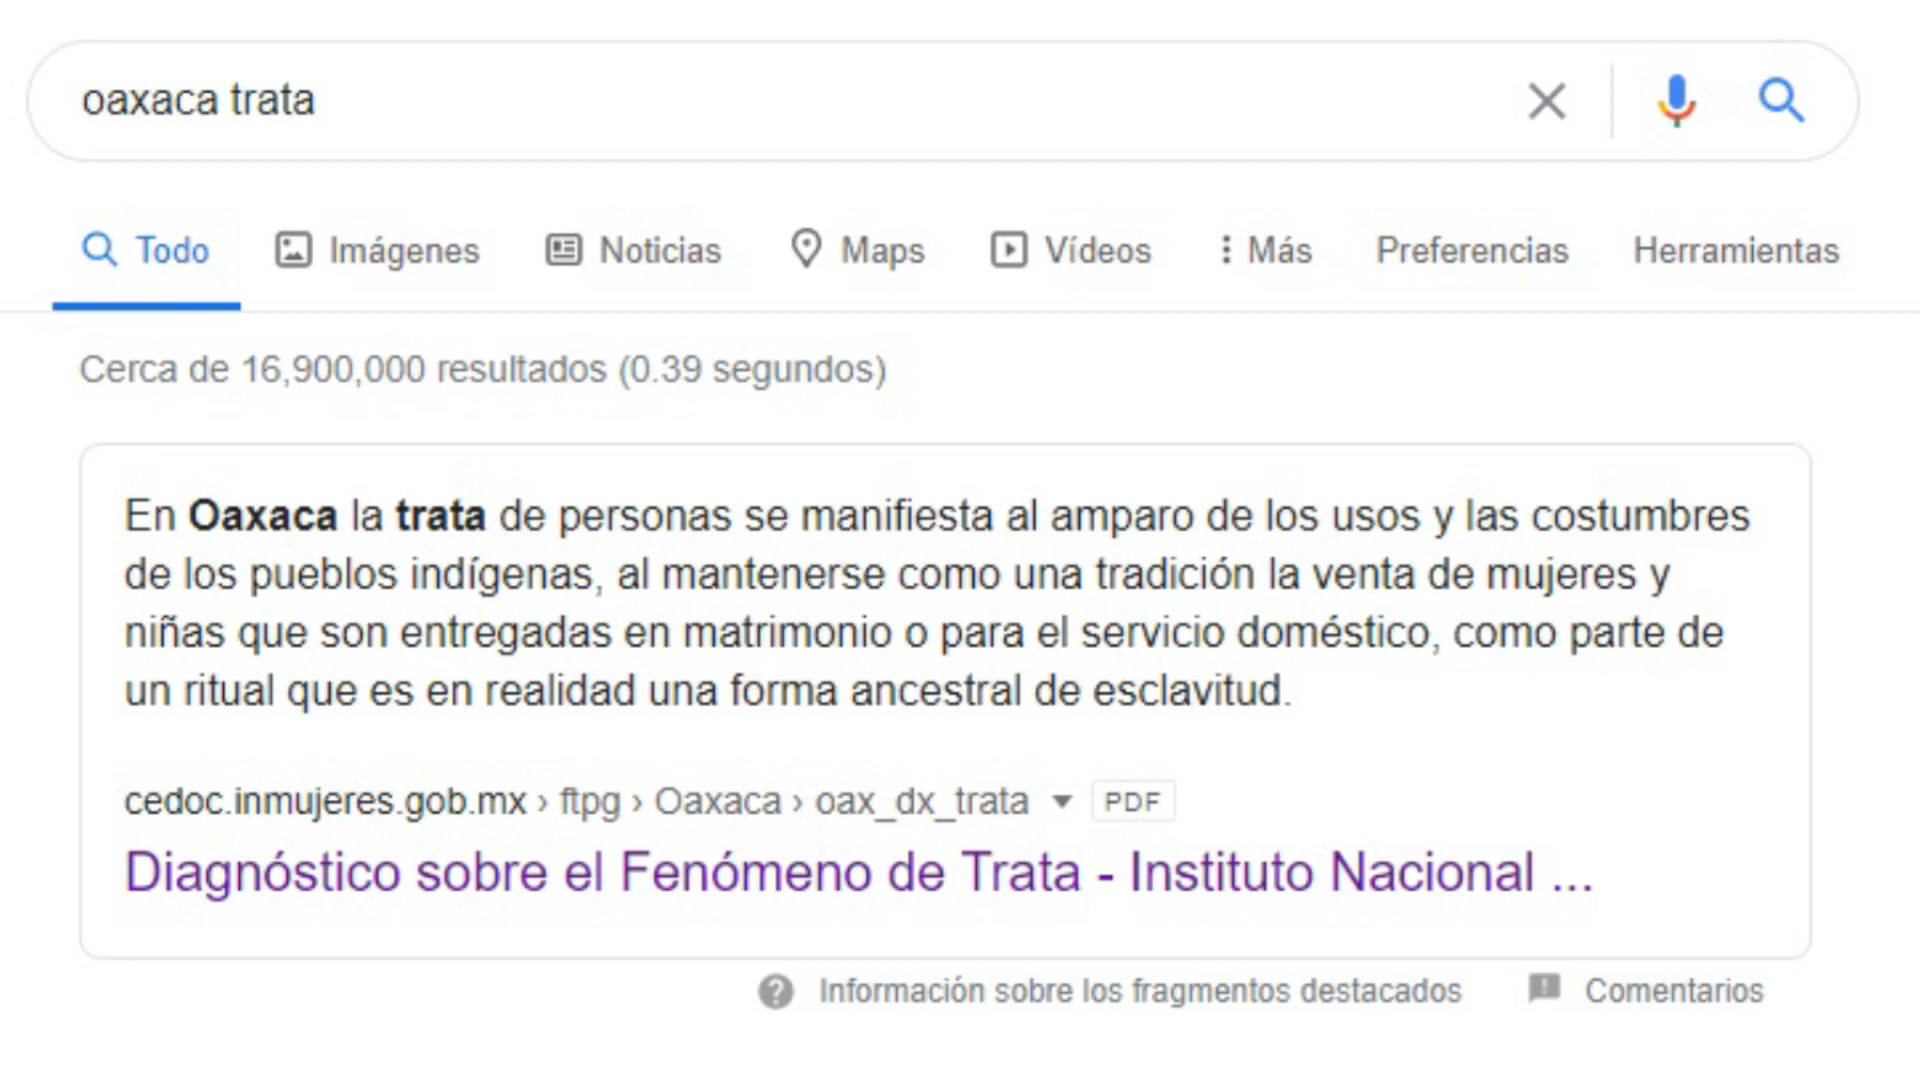 oaxaca trata
Todo Imágenes Noticias Maps Vídeos Más Preferencias Herramientas
Cerca de 16,900,000 resultados (0.39 segundos)
En Oaxaca la trata de personas se manifiesta al amparo de los usos y las costumbres
de los pueblos indígenas, al mantenerse como una tradición la venta de mujeres y
niñas que son entregadas en matrimonio o para el servicio doméstico, como parte de
un ritual que es en realidad una forma ancestral de esclavitud.
cedoc.inmujeres.gob.mx › ftpg › Oaxaca › oax_dx_trata PDF
Diagnóstico sobre el Fenómeno de Trata - Instituto Nacional ...
Información sobre los fragmentos destacados Comentarios